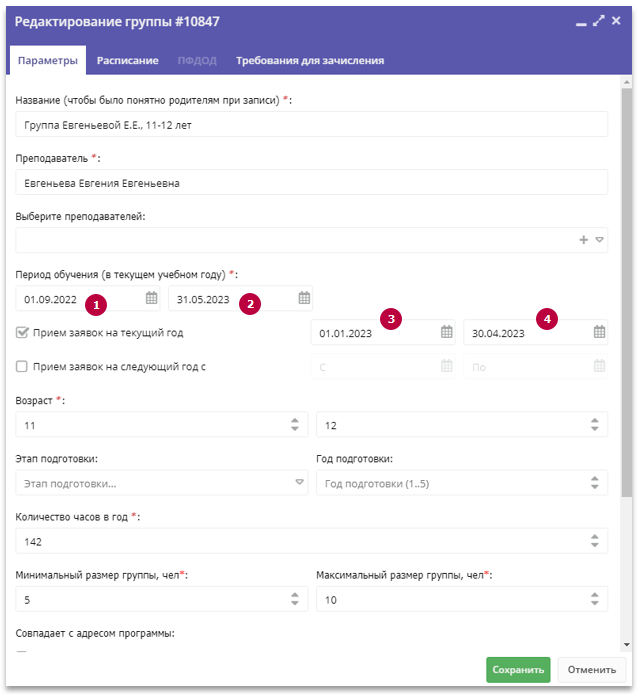 Редактирование группы #10847
Параметры Расписание ПФДОД Требования для зачисления
Название (чтобы было понятно родителям при записи) *:
Группа Евгеньевой Е.Е., 11-12 лет
Преподаватель *:
Евгеньева Евгения Евгеньевна
Выберите преподавателей:
Период обучения (в текущем учебном году) *:
01.09.2022 1 31.05.2023 2
Прием заявок на текущий год 01.01.2023 3 30.04.2023 4
Прием заявок на следующий год с С По
Возраст *:
11 12
Этап подготовки: Год подготовки:
Этап подготовки... Год подготовки (1..5)
Количество часов в год *:
142
Минимальный размер группы, чел*: Максимальный размер группы, чел*:
5 10
Совпадает с адресом программы:
Сохранить Отменить